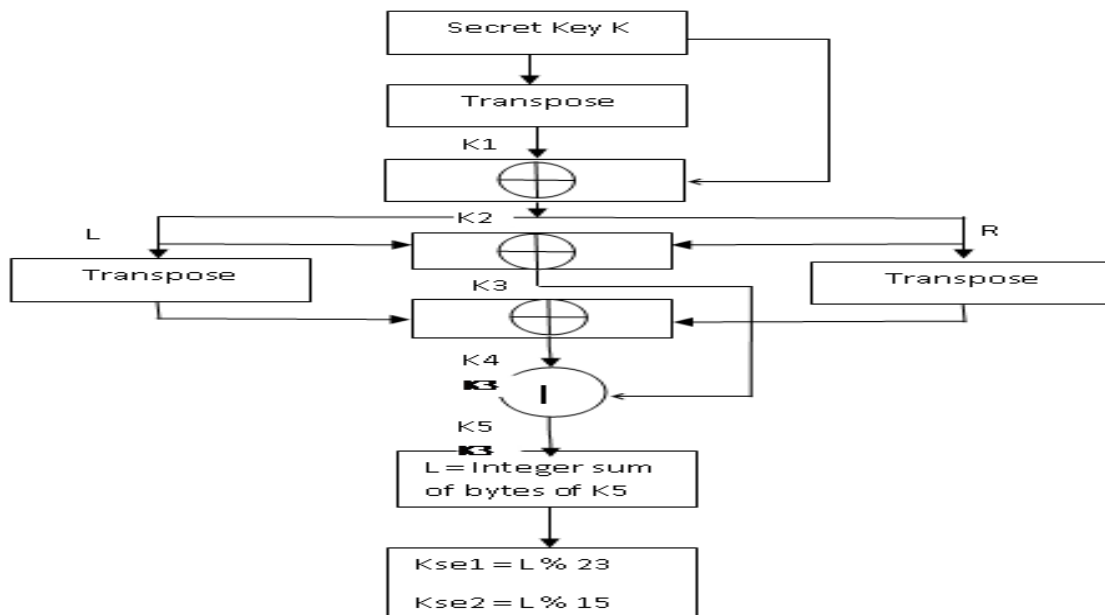 Secret Key K
Transpose
K1
K2
L
R
Transpose
Transpose
K3
K4
K3
I
K5
K3
L = Integer sum
of bytes of K5
Kse1 = L % 23
Kse2 = L % 15